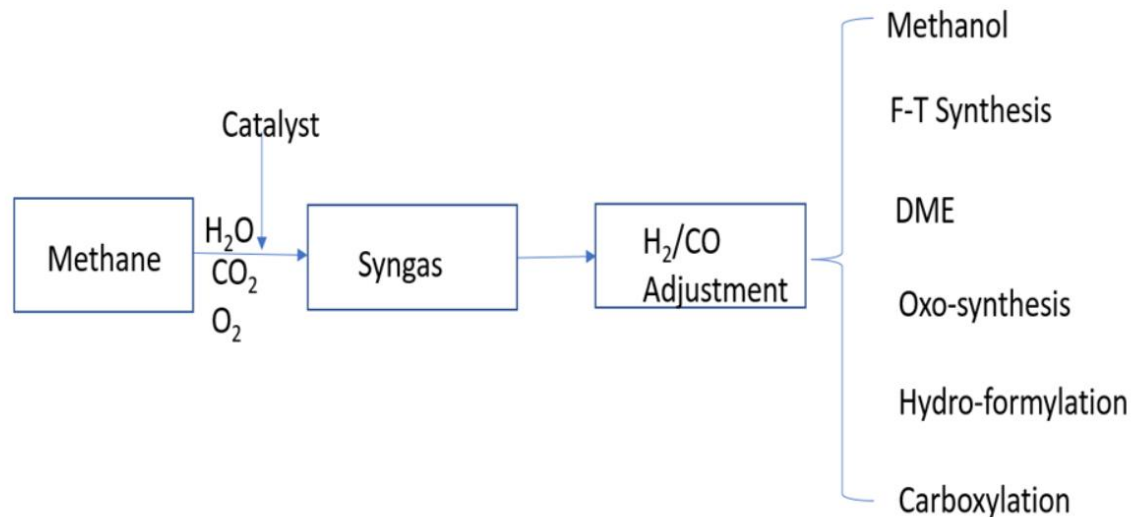 Methanol
F-T Synthesis
Catalyst
DME
Methane
H₂O
CO₂
O₂
Syngas
H₂/CO
Adjustment
Oxo-synthesis
Hydro-formylation
Carboxylation